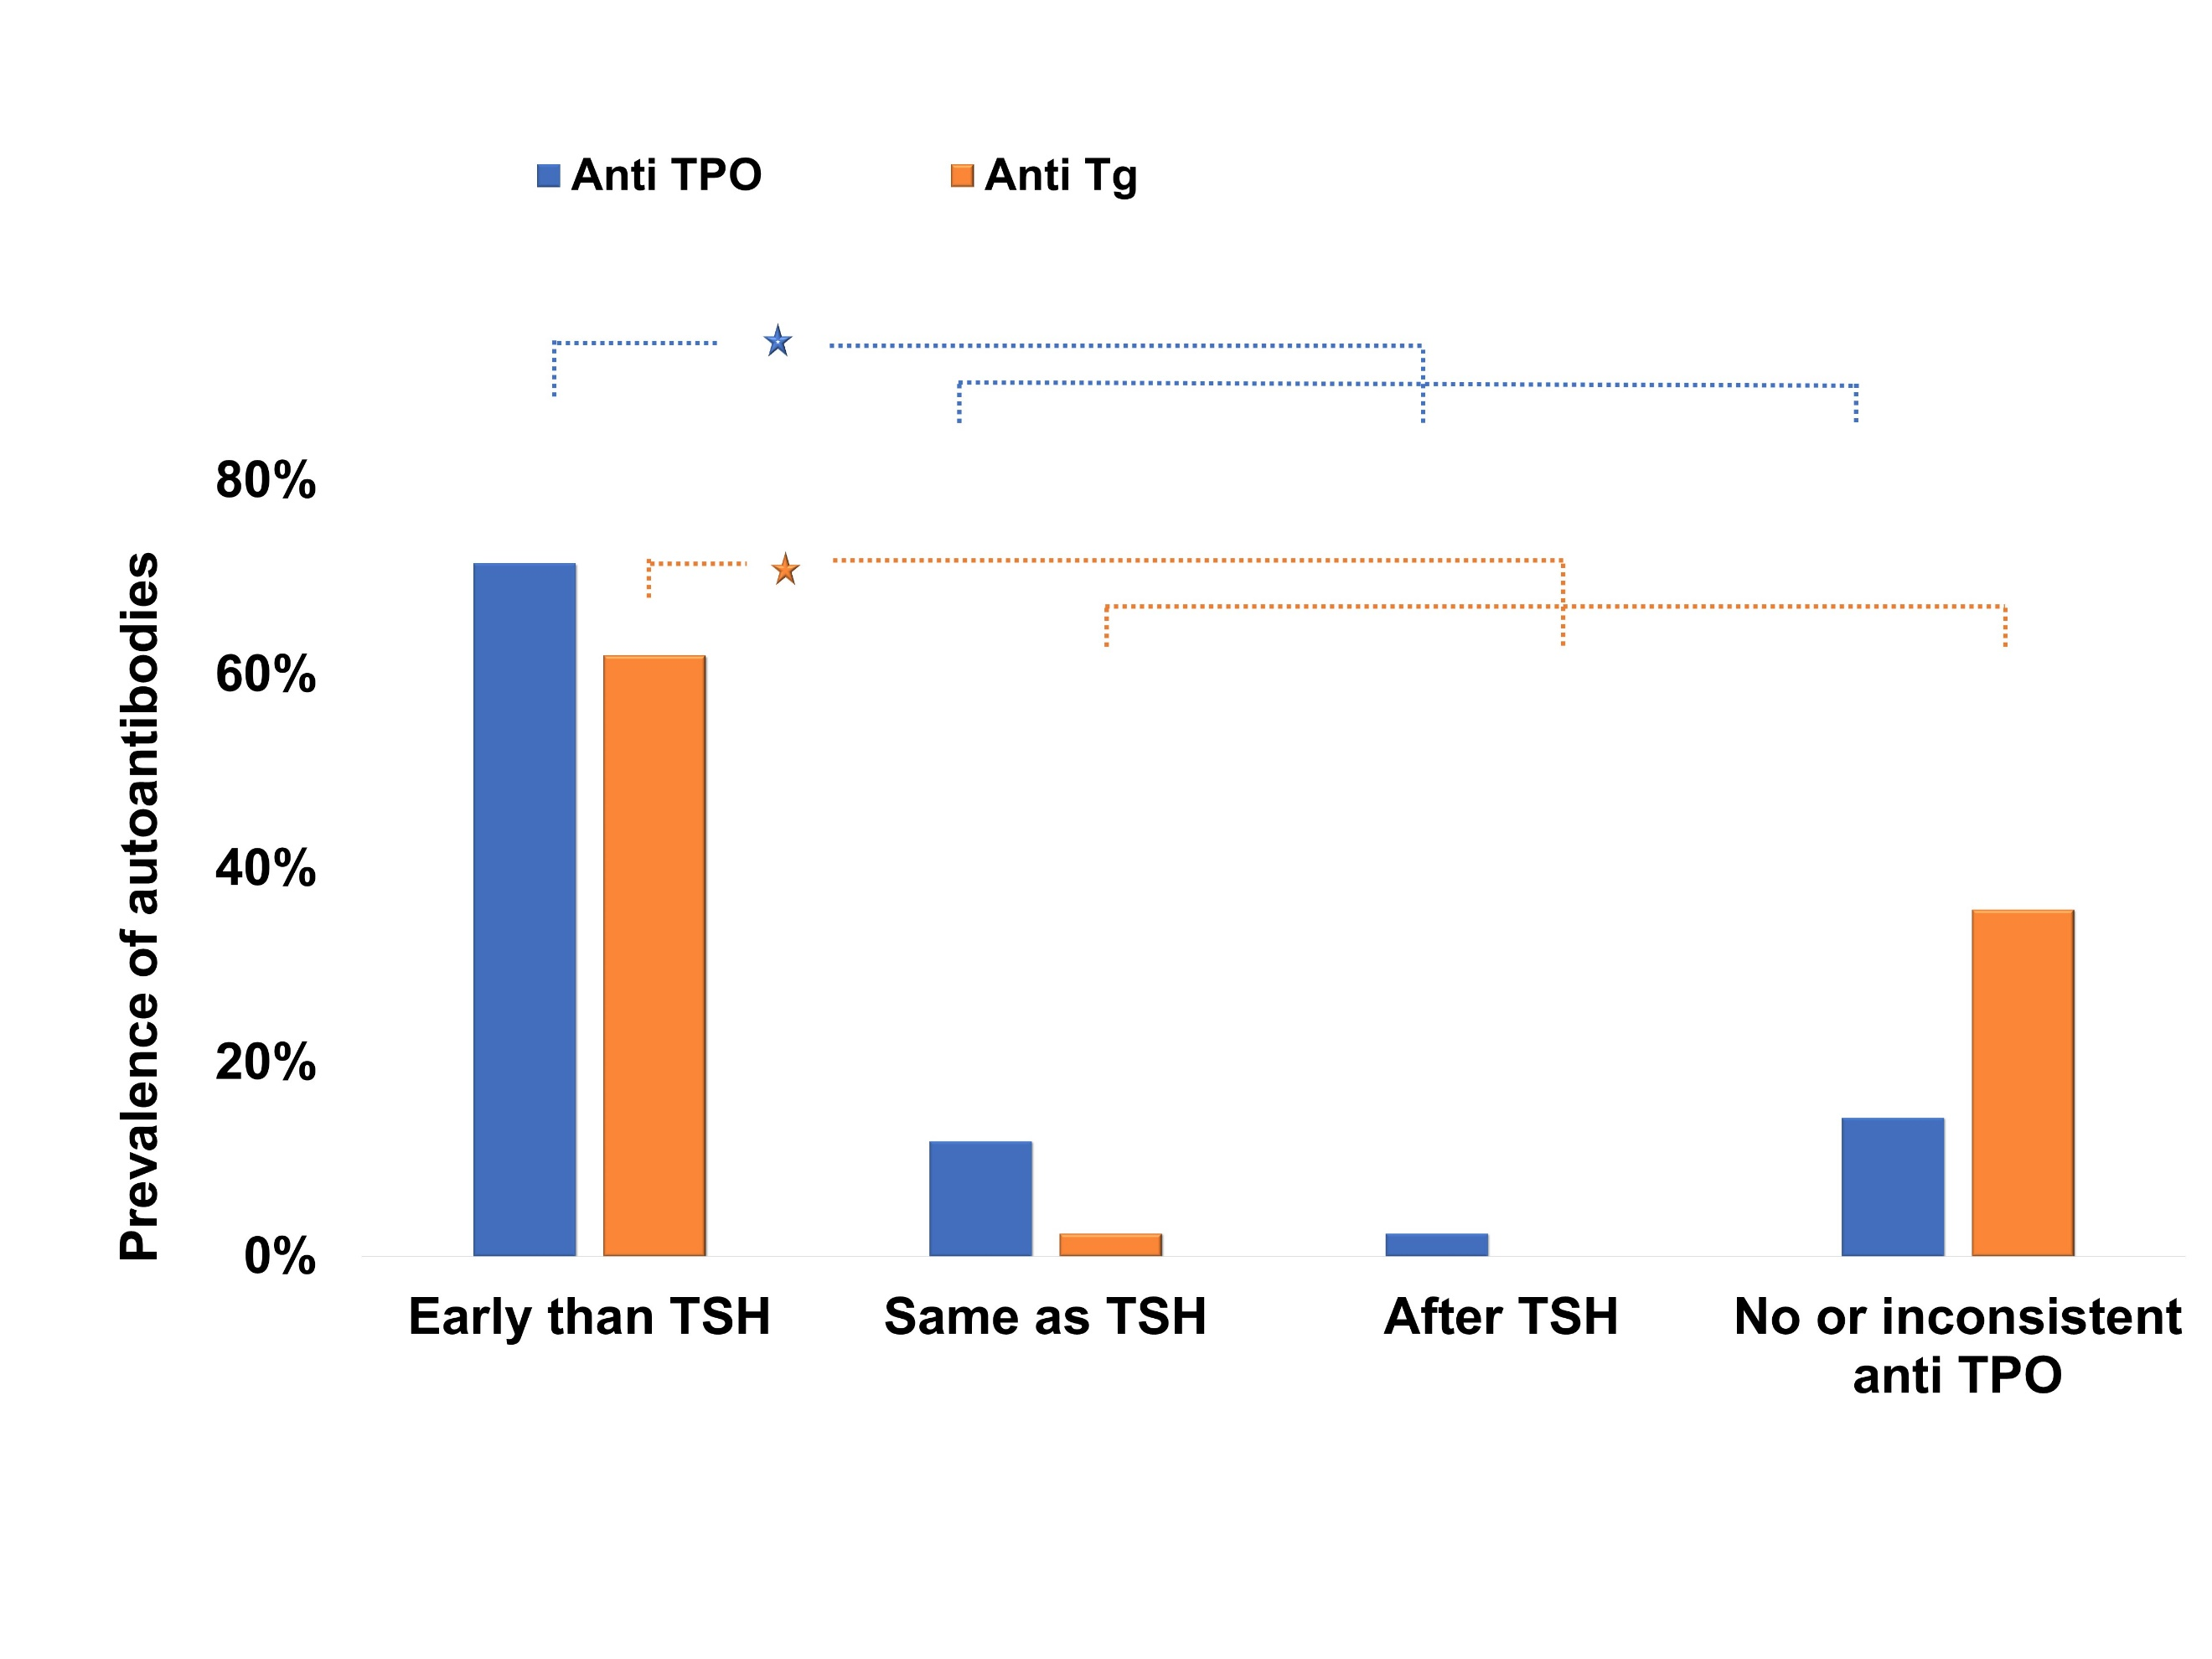 Anti TPO
Anti Tg
80%
60%
40%
20%
0%
Prevalence of autoantibodies
Early than TSH
Same as TSH
After TSH
No or inconsistent
anti TPO